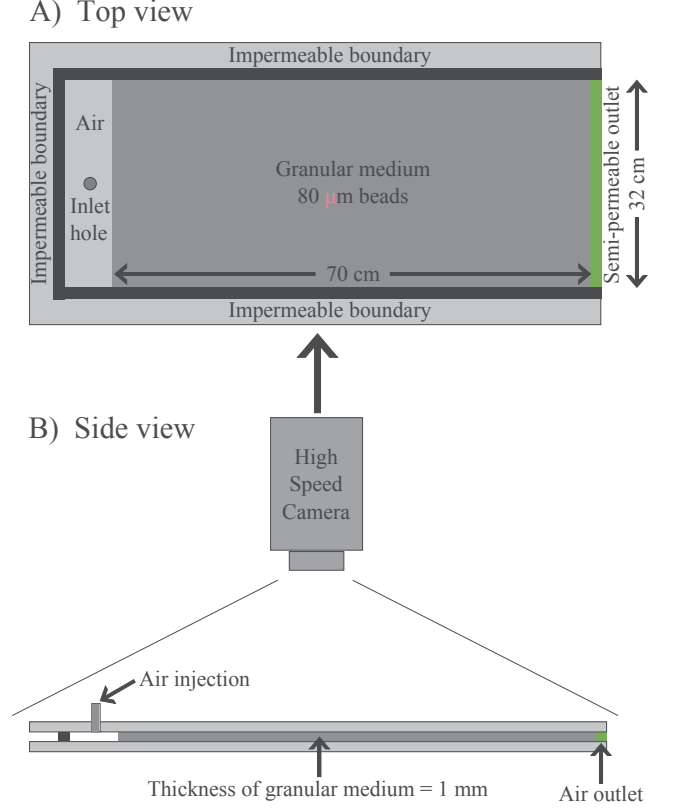 A) Top view
Impermeable boundary
Impermeable boundary
Air
Inlet
hole
Granular medium
80 μm beads
70 cm
Semi-permeable outlet
32 cm
Impermeable boundary
B) Side view
High
Speed
Camera
Air injection
Thickness of granular medium = 1 mm
Air outlet